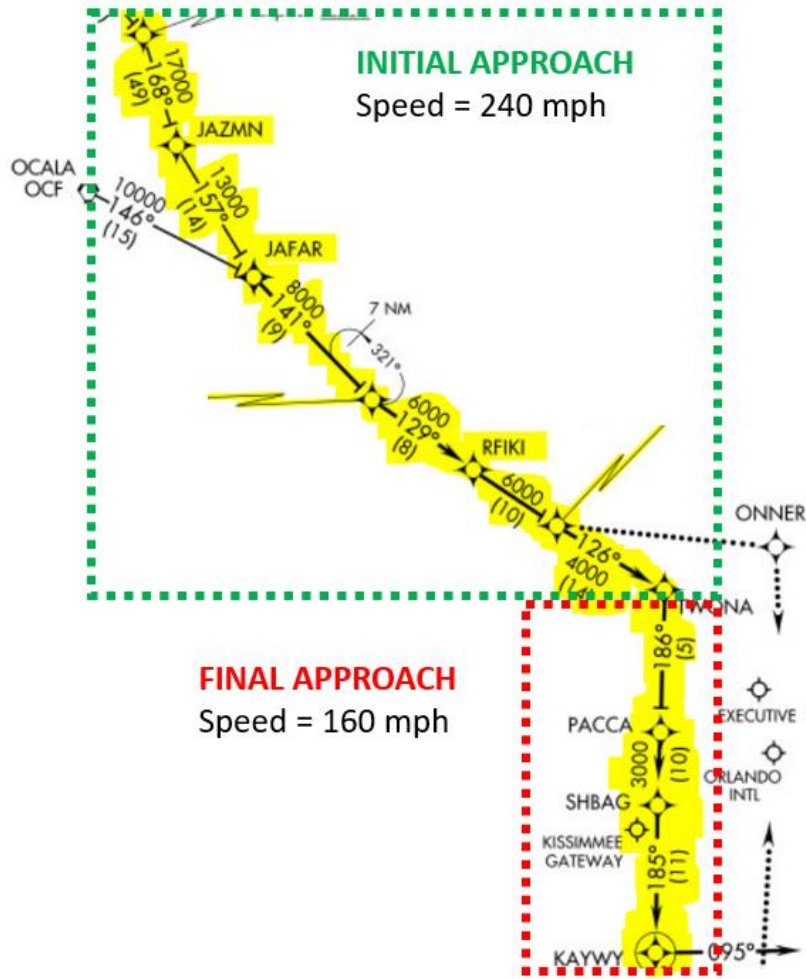 INITIAL APPROACH
Speed = 240 mph
17000
168°
(49)
JAZMN
OCALA
OCF
10000
146°
(15)
13000
157°
(14)
JAFAR
8000
141°
(9)
7 NM
321°
6000
129°
(8)
RFIKI
6000
(10)
ONNER
126°
4000
(14)
TWONA
186°
(5)
FINAL APPROACH
Speed = 160 mph
PACCA
EXECUTIVE
3000
(10)
ORLANDO
INTL
SHBAG
KISSIMMEE
GATEWAY
185°
(11)
KAYWY
095°